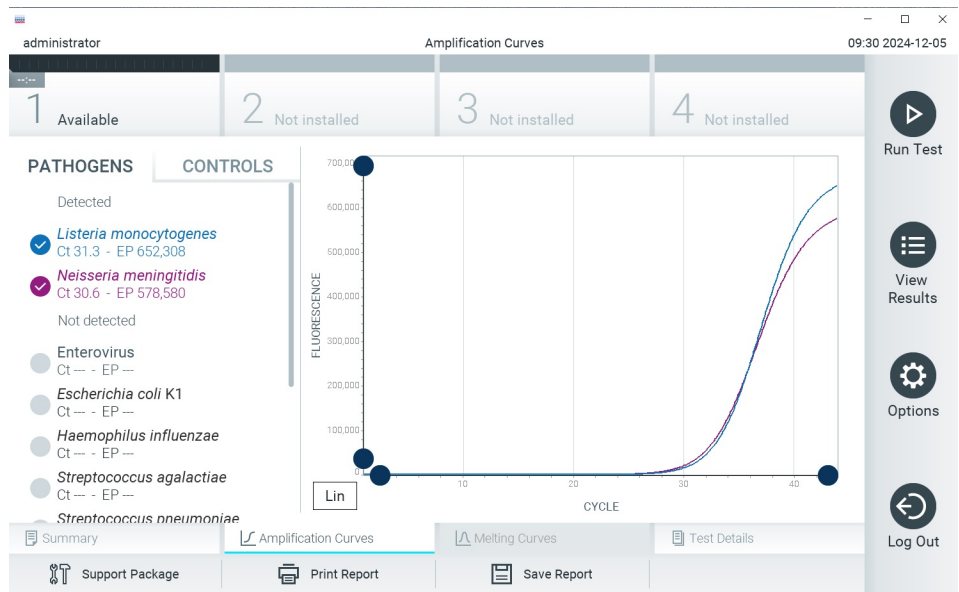 administrator
Amplification Curves
09:30 2024-12-05
--:--
1 Available
2 Not installed
3 Not installed
4 Not installed
PATHOGENS
CONTROLS
Detected
Listeria monocytogenes
Ct 31.3 - EP 652,308
Neisseria meningitidis
Ct 30.6 - EP 578,580
Not detected
Enterovirus
Ct --- - EP ---
Escherichia coli K1
Ct --- - EP ---
Haemophilus influenzae
Ct --- - EP ---
Streptococcus agalactiae
Ct --- - EP ---
Streptococcus pneumoniae
700,00
600,000
500,000
400,000
300,000
200,000
100,000
0
FLUORESCENCE
10
20
30
40
CYCLE
Lin
Run Test
View
Results
Options
Log Out
Summary
Amplification Curves
Melting Curves
Test Details
Support Package
Print Report
Save Report